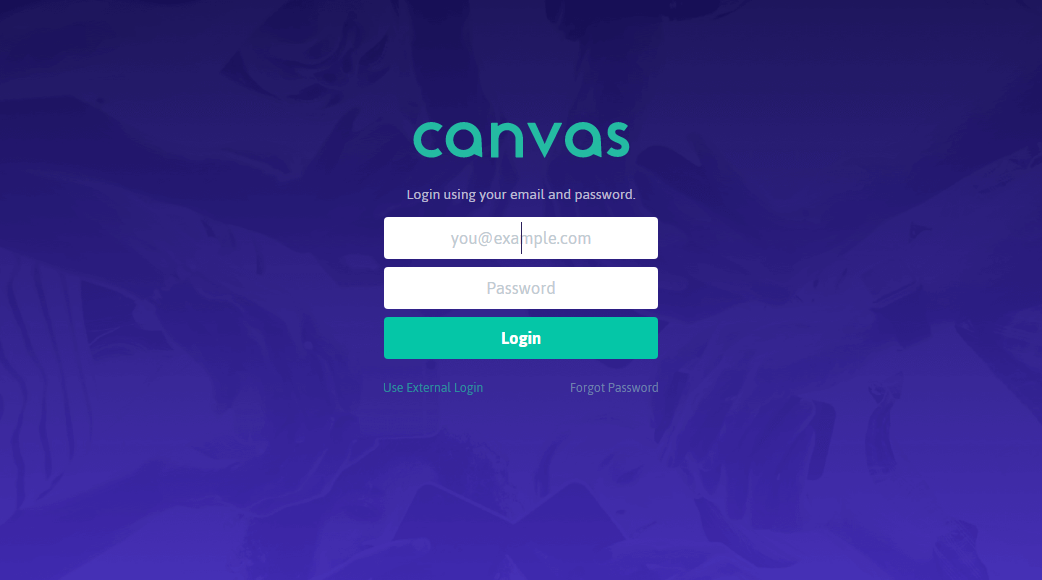 canvas
Login using your email and password.
you@example.com
Password
Login
Use External Login
Forgot Password